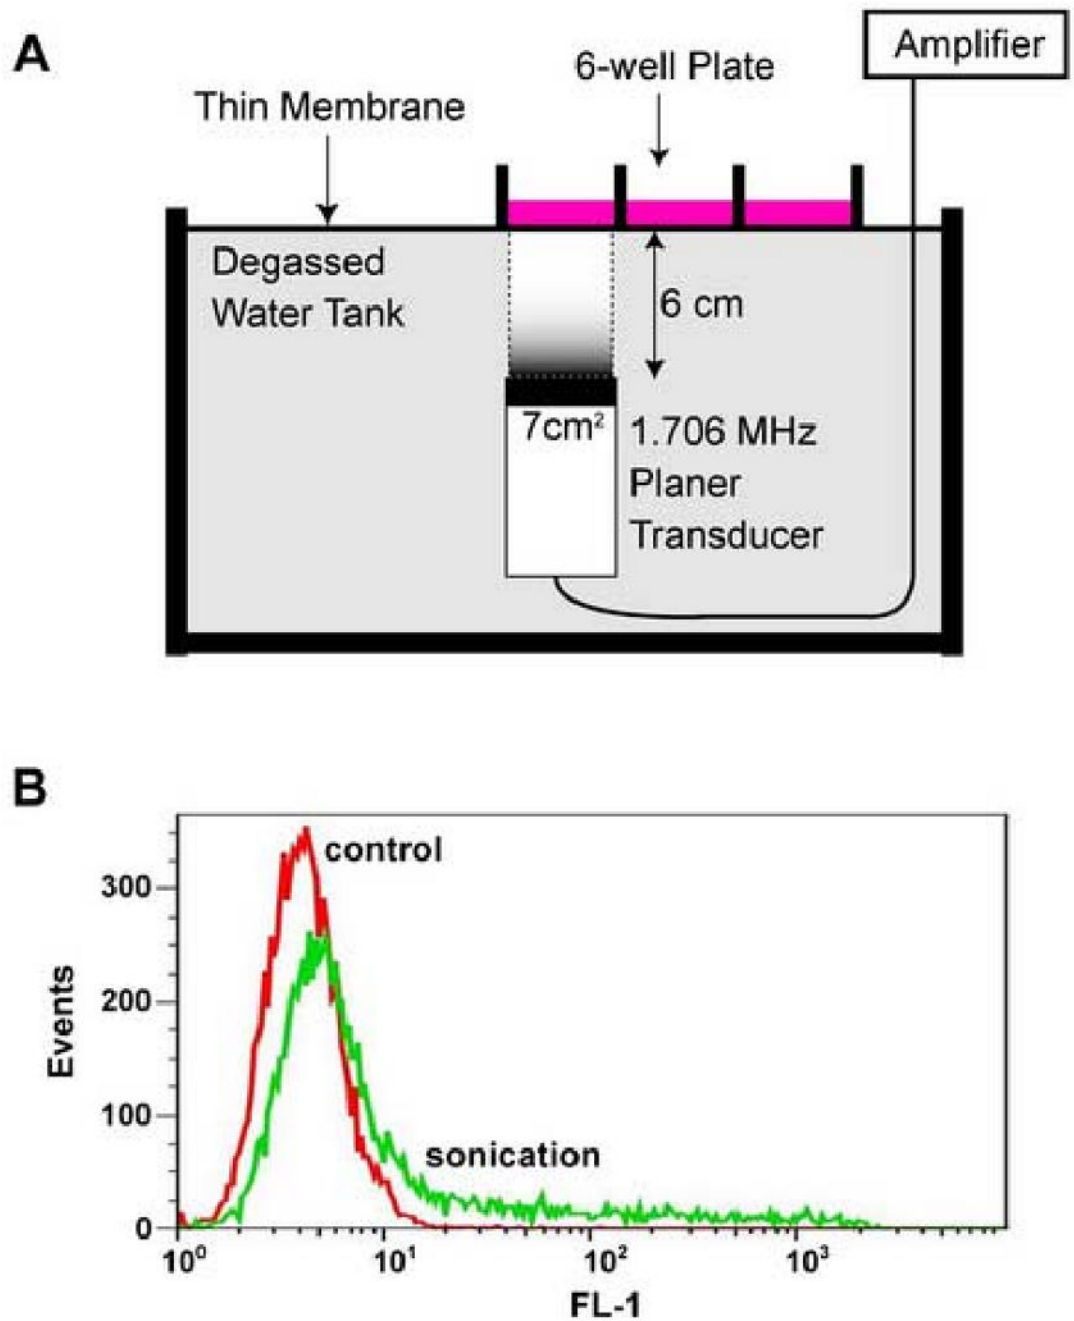 A
Amplifier
6-well Plate
Thin Membrane
Degassed
Water Tank
6 cm
7cm²
1.706 MHz
Planer
Transducer
B
control
300
200
Events
100
sonication
0
10⁰
10¹
10²
10³
FL-1